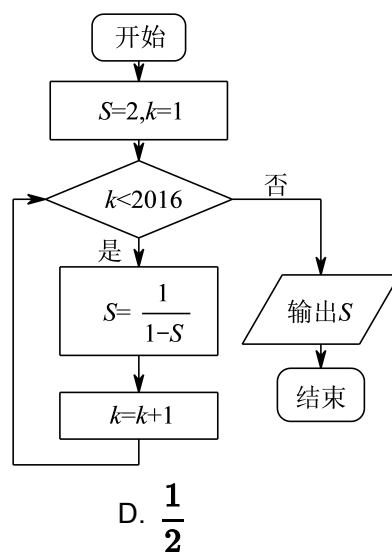 开始
S=2,k=1
k<2016
否
是
S= 1/(1−S)
输出S
k=k+1
结束
D. 1/2